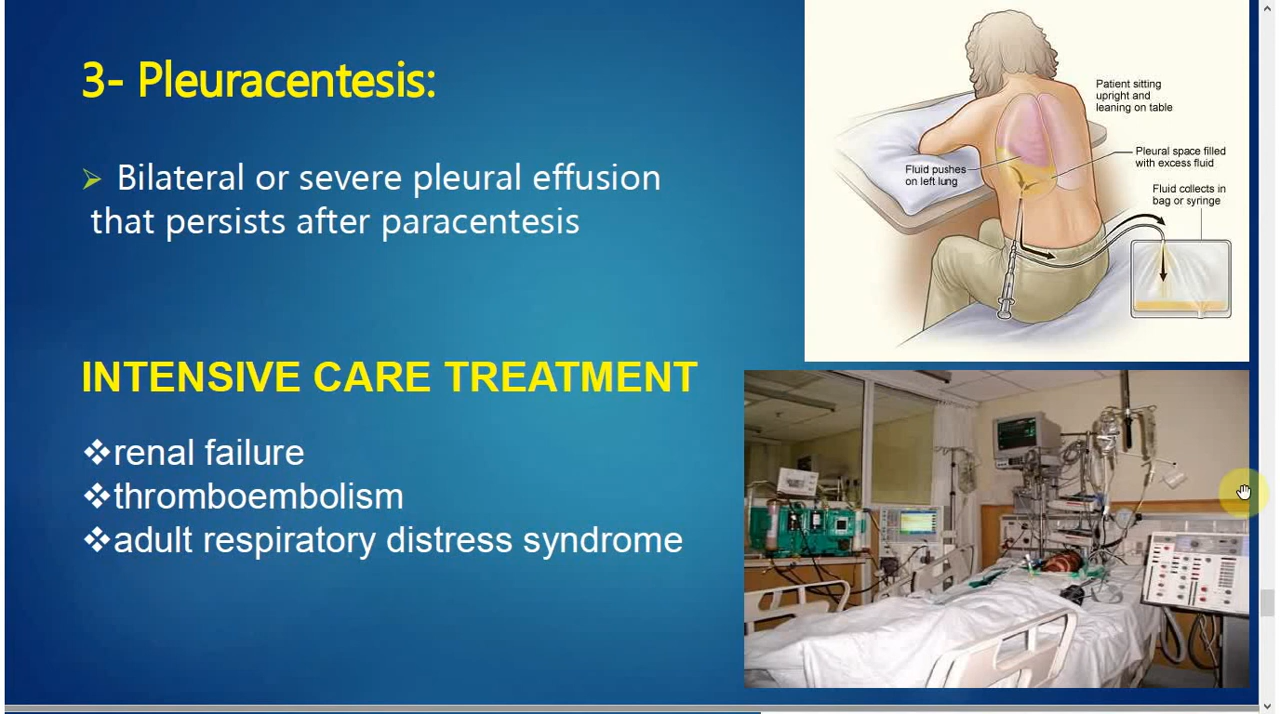 3- Pleuracentesis:
➢ Bilateral or severe pleural effusion
that persists after paracentesis
INTENSIVE CARE TREATMENT
❖renal failure
❖thromboembolism
❖adult respiratory distress syndrome
Patient sitting
upright and
leaning on table
Pleural space filled
with excess fluid
Fluid pushes
on left lung
Fluid collects in
bag or syringe